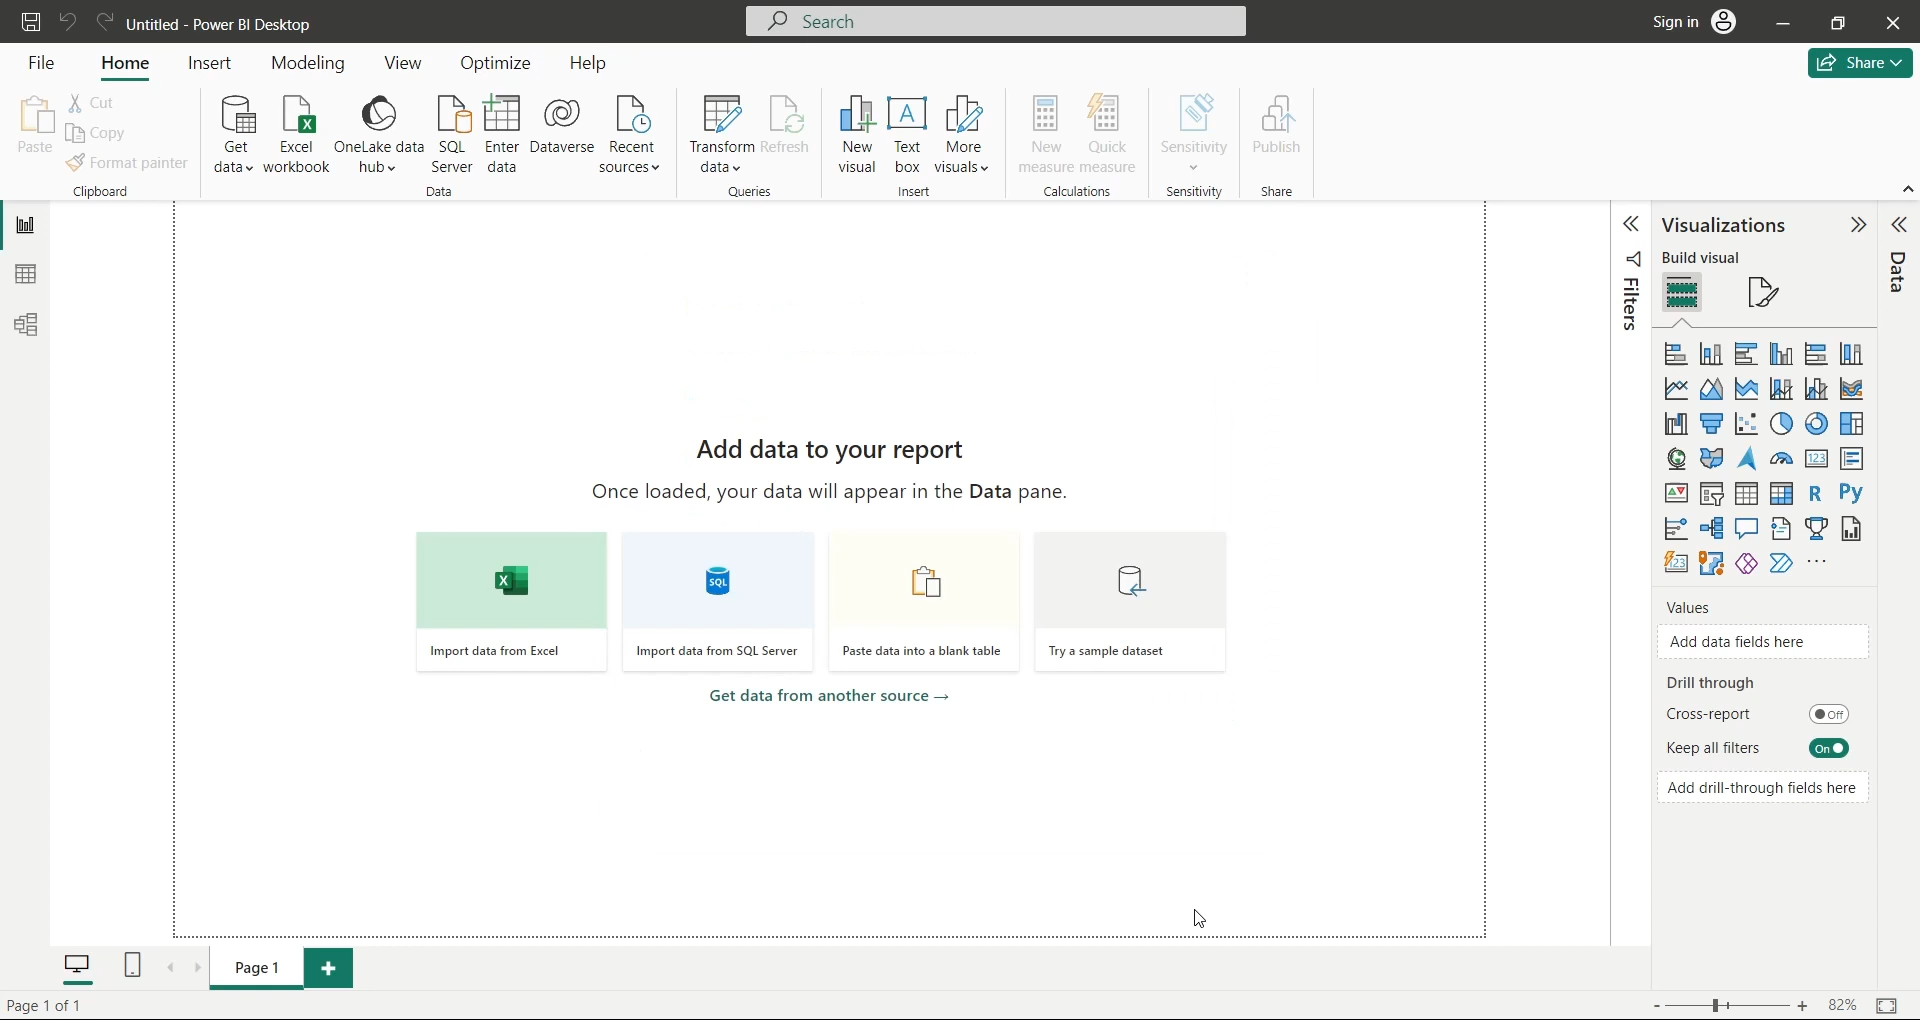 Untitled - Power BI Desktop
Search
Sign in
File Home Insert Modeling View Optimize Help
Share
Paste
Cut
Copy
Format painter
Clipboard
Get data
Excel workbook
OneLake data hub
SQL Server
Enter data
Dataverse
Recent sources
Data
Transform data
Refresh
Queries
New visual
A
Text box
More visuals
Insert
New measure
Quick measure
Calculations
Sensitivity
Sensitivity
Publish
Share
Add data to your report
Once loaded, your data will appear in the Data pane.
X
SQL
Import data from Excel
Import data from SQL Server
Paste data into a blank table
Try a sample dataset
Get data from another source →
Filters
Visualizations
Build visual
123
R Py
123
...
Values
Add data fields here
Drill through
Cross-report Off
Keep all filters On
Add drill-through fields here
Data
Page 1
Page 1 of 1
- + 82%